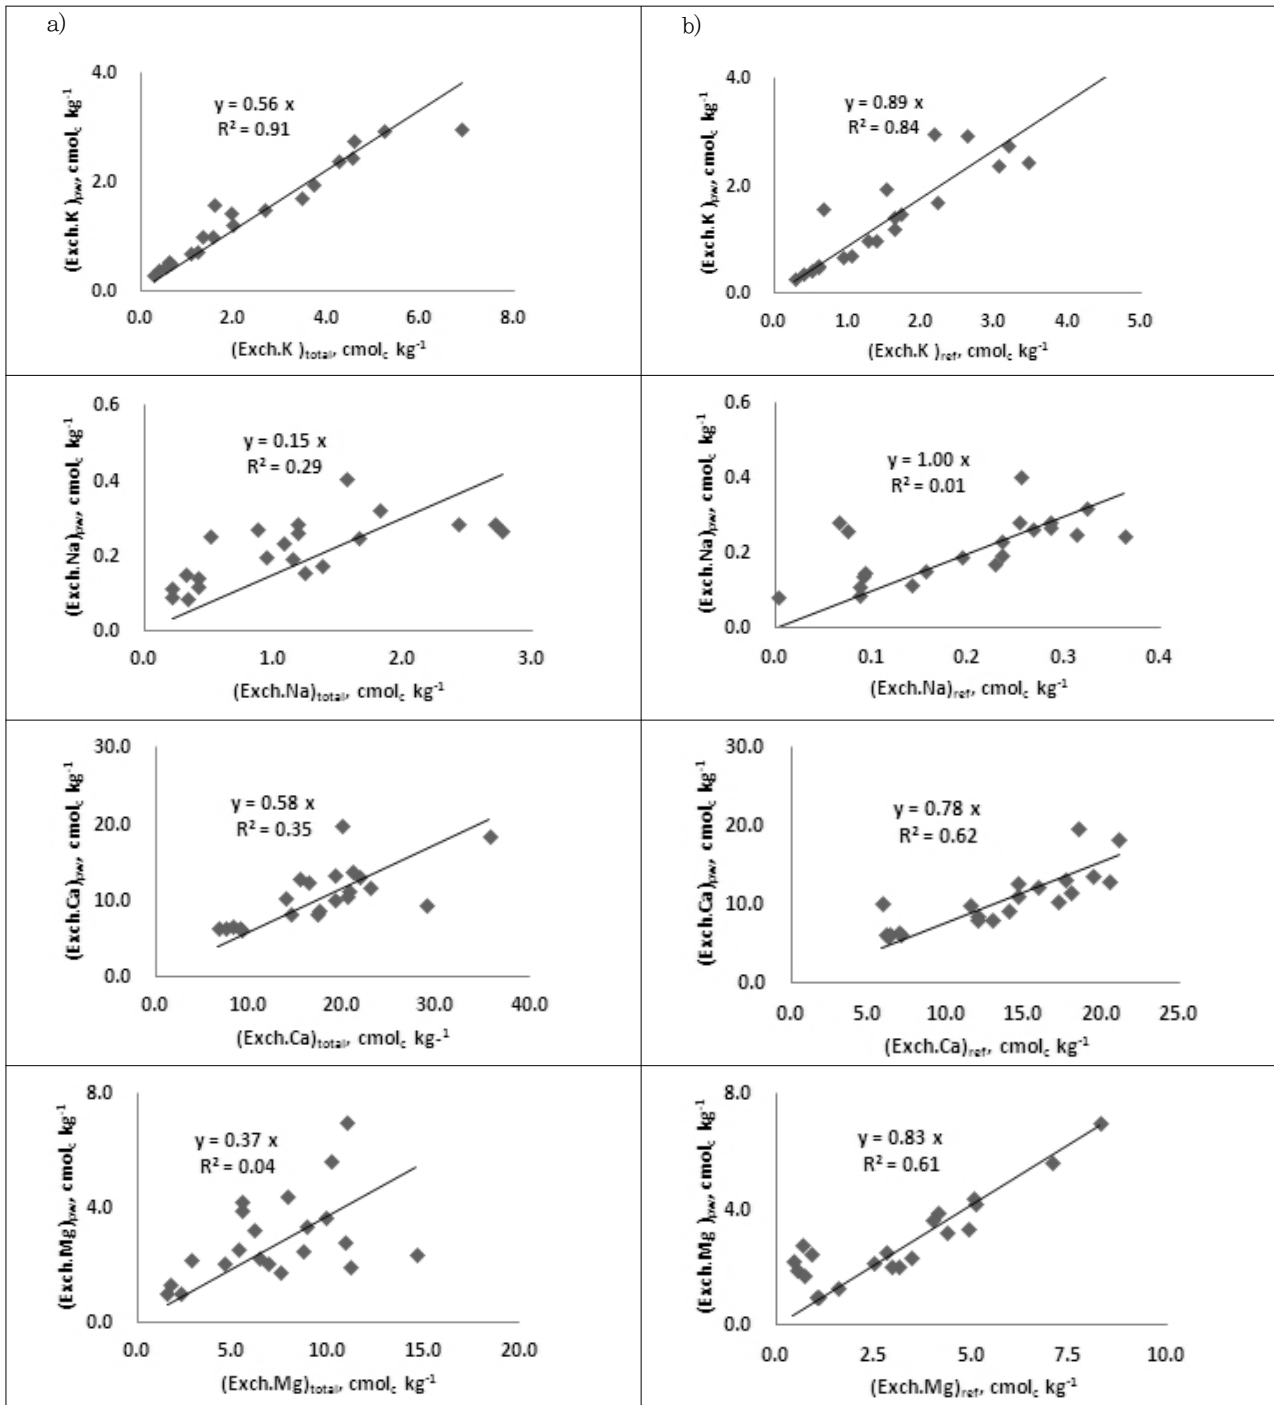 a)
(Exch.K )pw, cmolc kg-1
4.0
2.0
0.0
y = 0.56 x
R2 = 0.91
0.0 2.0 4.0 6.0 8.0
(Exch.K )total, cmolc kg-1
b)
(Exch.K )pw, cmolc kg-1
4.0
2.0
0.0
y = 0.89 x
R2 = 0.84
0.0 1.0 2.0 3.0 4.0 5.0
(Exch.K )ref, cmolc kg-1
(Exch.Na)pw, cmolc kg-1
0.6
0.4
0.2
0.0
y = 0.15 x
R2 = 0.29
0.0 1.0 2.0 3.0
(Exch.Na)total, cmolc kg-1
(Exch.Na)pw, cmolc kg-1
0.6
0.4
0.2
0.0
y = 1.00 x
R2 = 0.01
0.0 0.1 0.2 0.3 0.4
(Exch.Na)ref, cmolc kg-1
(Exch.Ca)pw, cmolc kg-1
30.0
20.0
10.0
0.0
y = 0.58 x
R2 = 0.35
0.0 10.0 20.0 30.0 40.0
(Exch.Ca)total, cmolc kg-1
(Exch.Ca)pw, cmolc kg-1
30.0
20.0
10.0
0.0
y = 0.78 x
R2 = 0.62
0.0 5.0 10.0 15.0 20.0 25.0
(Exch.Ca)ref, cmolc kg-1
(Exch.Mg)pw, cmolc kg-1
8.0
4.0
0.0
y = 0.37 x
R2 = 0.04
0.0 5.0 10.0 15.0 20.0
(Exch.Mg)total, cmolc kg-1
(Exch.Mg )pw, cmolc kg-1
8.0
4.0
0.0
y = 0.83 x
R2 = 0.61
0.0 2.5 5.0 7.5 10.0
(Exch.Mg)ref, cmolc kg-1